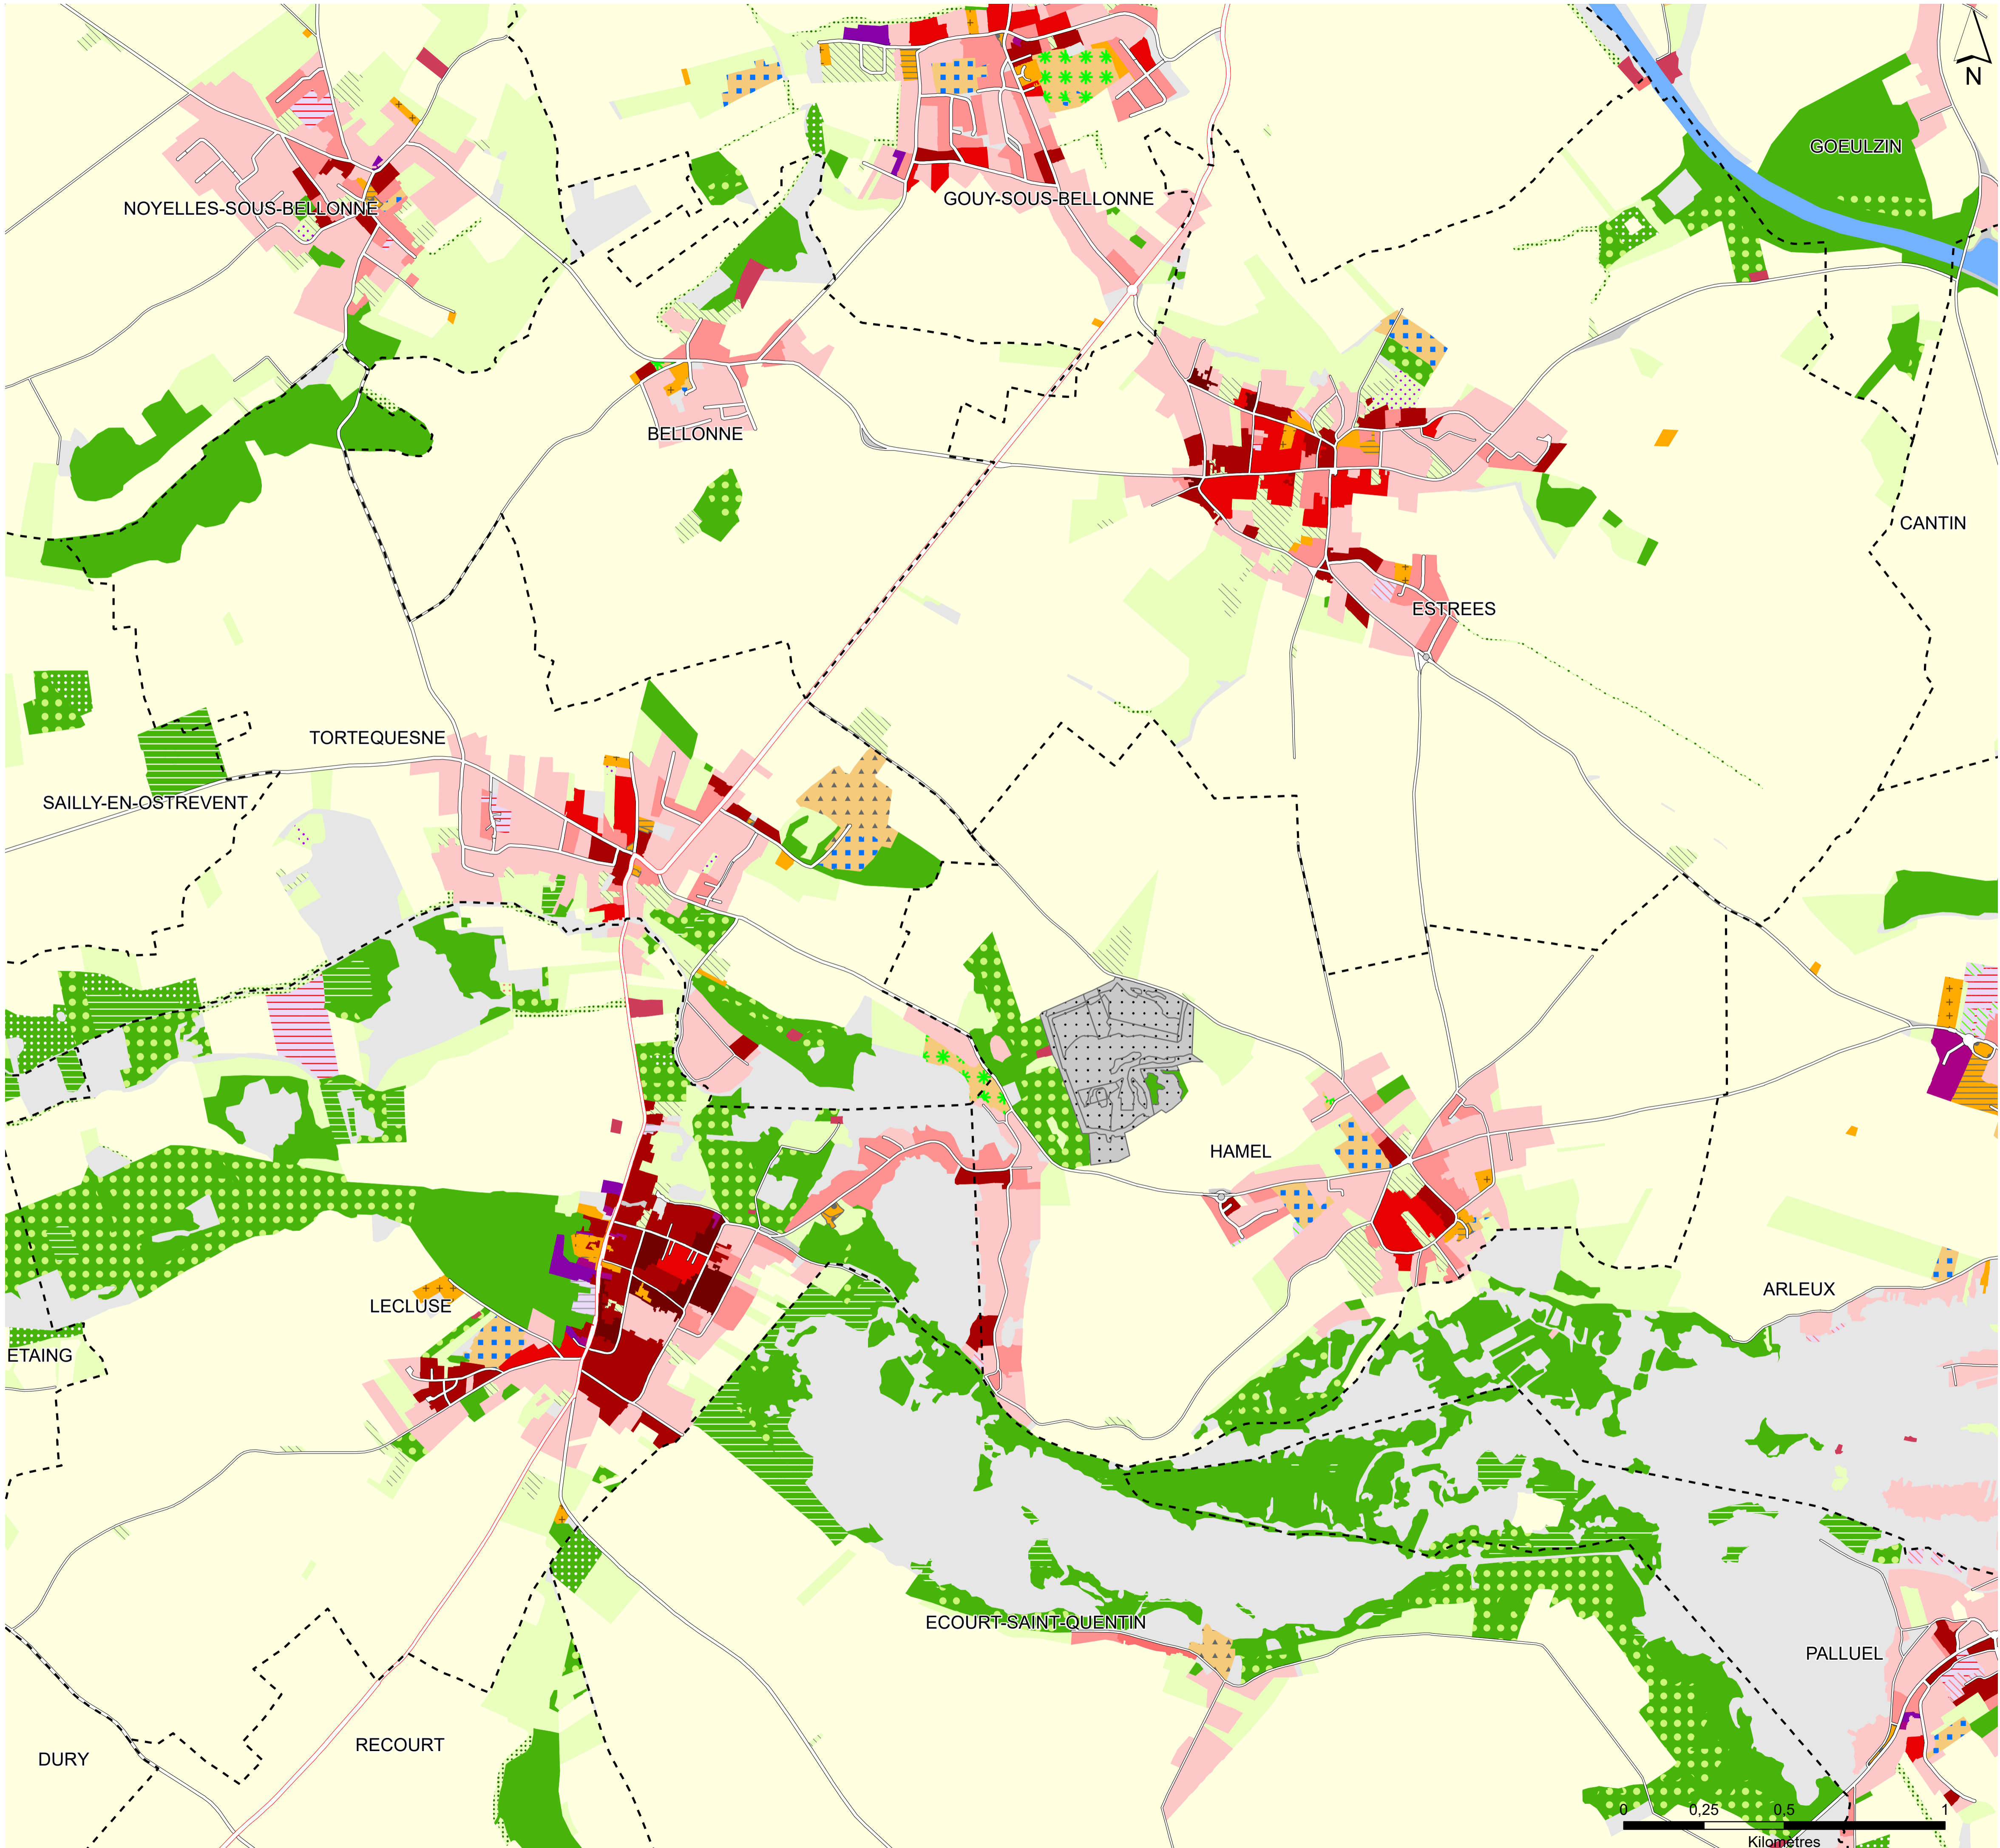 N
GOEULZIN
NOYELLES-SOUS-BELLONNE
GOUY-SOUS-BELLONNE
BELLONNE
CANTIN
ESTREES
TORTEQUESNE
SAILLY-EN-OSTREVENT
HAMEL
ARLEUX
LECLUSE
ETAING
ECOURT-SAINT-QUENTIN
PALLUEL
RECOURT
DURY
0 0,25 0,5 1
Kilomètres